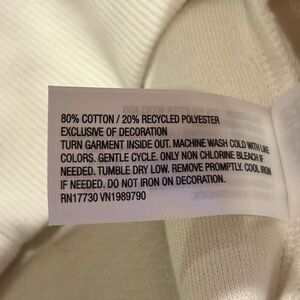 80% COTTON / 20% RECYCLED POLYESTER
EXCLUSIVE OF DECORATION
TURN GARMENT INSIDE OUT. MACHINE WASH COLD WITH LIKE
COLORS. GENTLE CYCLE. ONLY NON CHLORINE BLEACH IF
NEEDED. TUMBLE DRY LOW. REMOVE PROMPTLY. COOL IRON
IF NEEDED. DO NOT IRON ON DECORATION.
RN17730 VN1989790